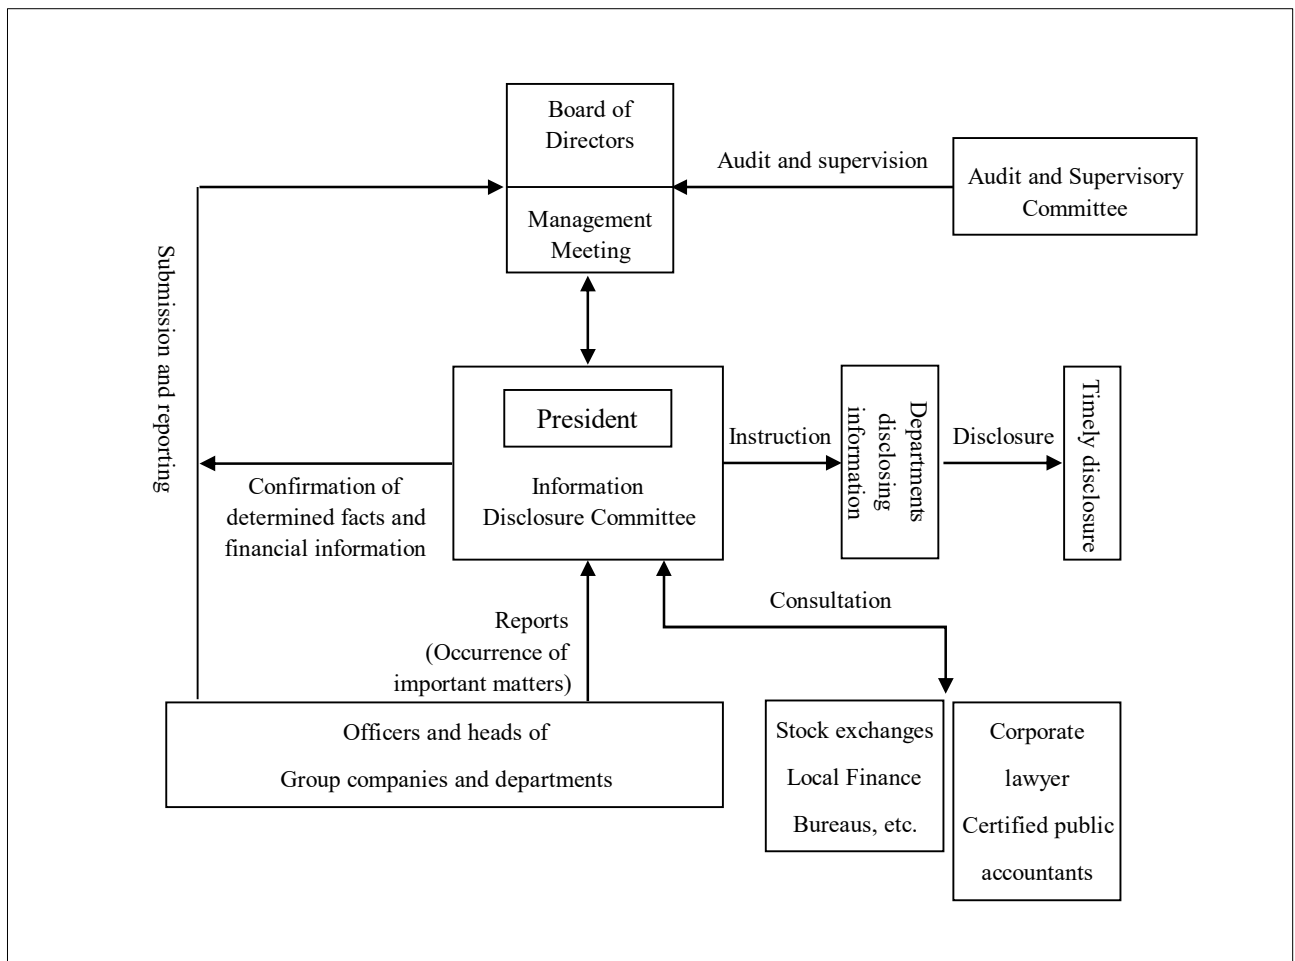 Board of
Directors
Audit and supervision
Audit and Supervisory
Committee
Management
Meeting
Submission and reporting
President
Information
Disclosure Committee
Instruction
Departments
disclosing
information
Disclosure
Timely disclosure
Confirmation of
determined facts and
financial information
Consultation
Reports
(Occurrence of
important matters)
Officers and heads of
Group companies and departments
Stock exchanges
Local Finance
Bureaus, etc.
Corporate
lawyer
Certified public
accountants